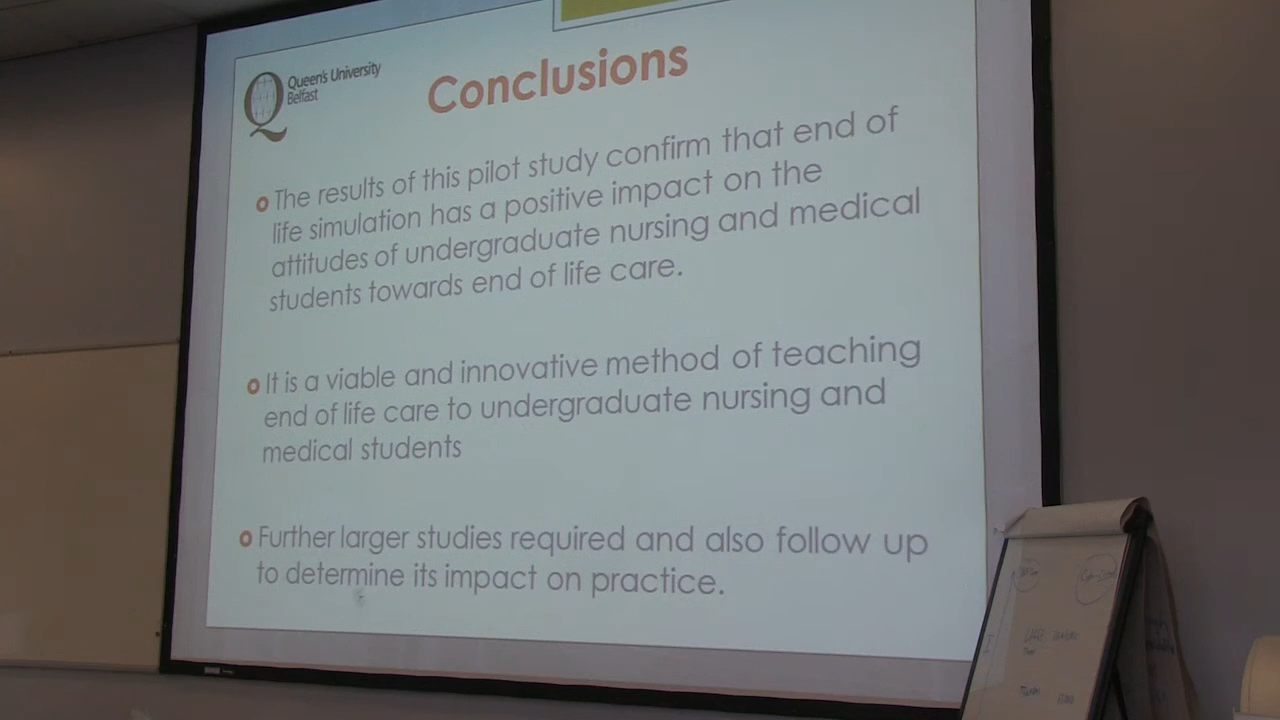 Queen's University
Belfast
Conclusions
The results of this pilot study confirm that end of
life simulation has a positive impact on the
attitudes of undergraduate nursing and medical
students towards end of life care.
It is a viable and innovative method of teaching
end of life care to undergraduate nursing and
medical students
Further larger studies required and also follow up
to determine its impact on practice.